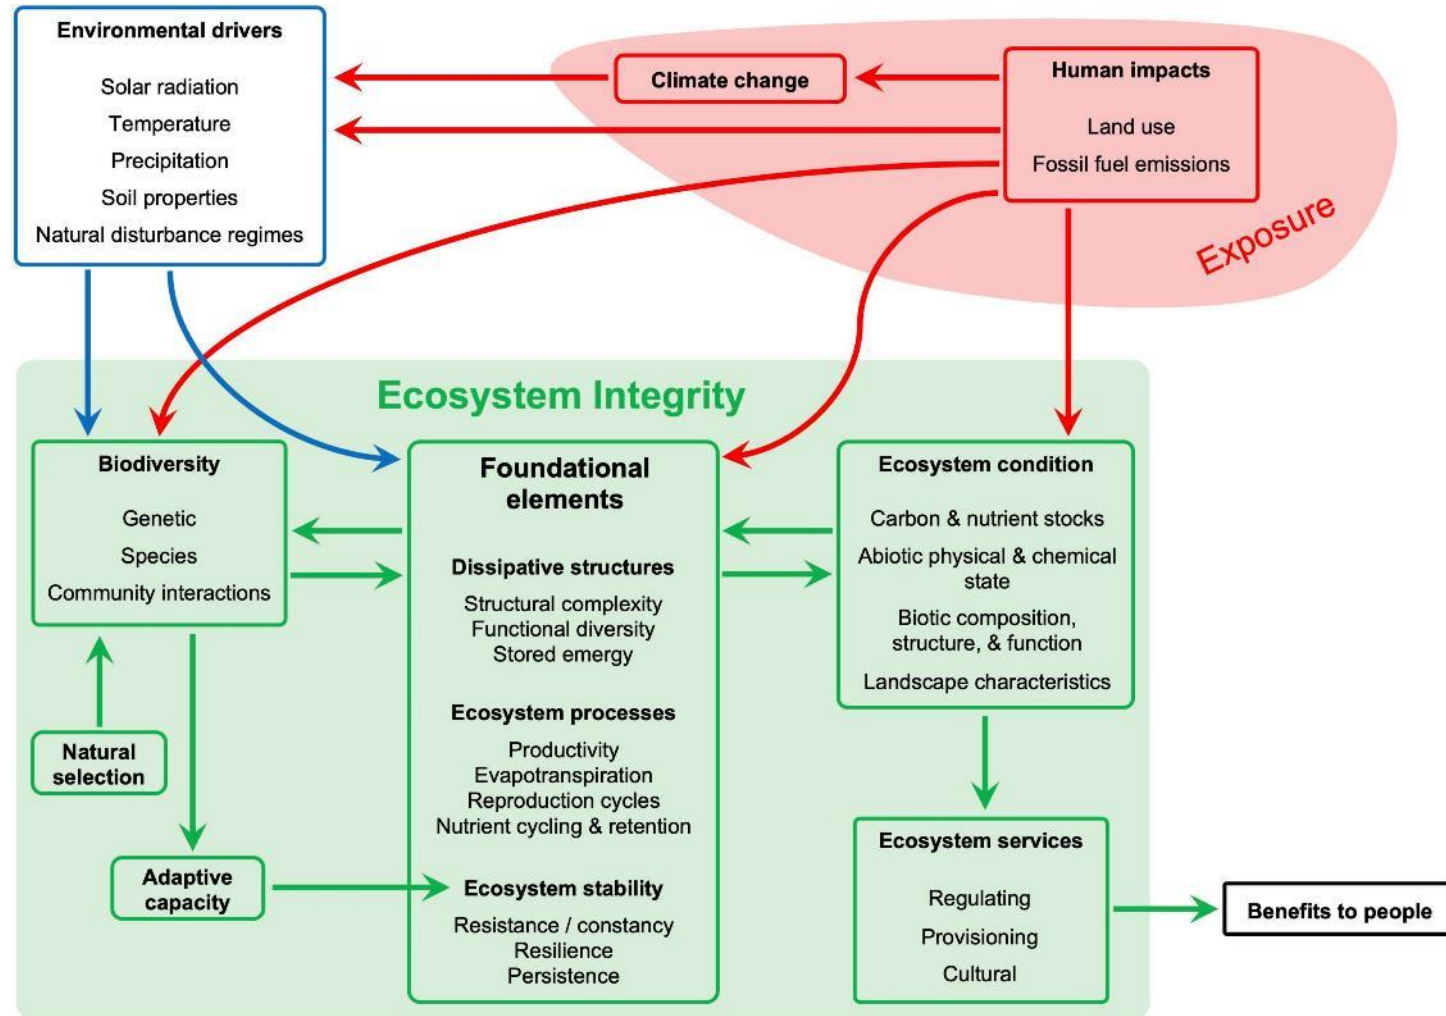 Environmental drivers
Solar radiation
Temperature
Precipitation
Soil properties
Natural disturbance regimes
Climate change
Human impacts
Land use
Fossil fuel emissions
Exposure
Ecosystem Integrity
Biodiversity
Genetic
Species
Community interactions
Natural
selection
Adaptive
capacity
Foundational
elements
Dissipative structures
Structural complexity
Functional diversity
Stored emergy
Ecosystem processes
Productivity
Evapotranspiration
Reproduction cycles
Nutrient cycling & retention
Ecosystem stability
Resistance / constancy
Resilience
Persistence
Ecosystem condition
Carbon & nutrient stocks
Abiotic physical & chemical
state
Biotic composition,
structure, & function
Landscape characteristics
Ecosystem services
Regulating
Provisioning
Cultural
Benefits to people